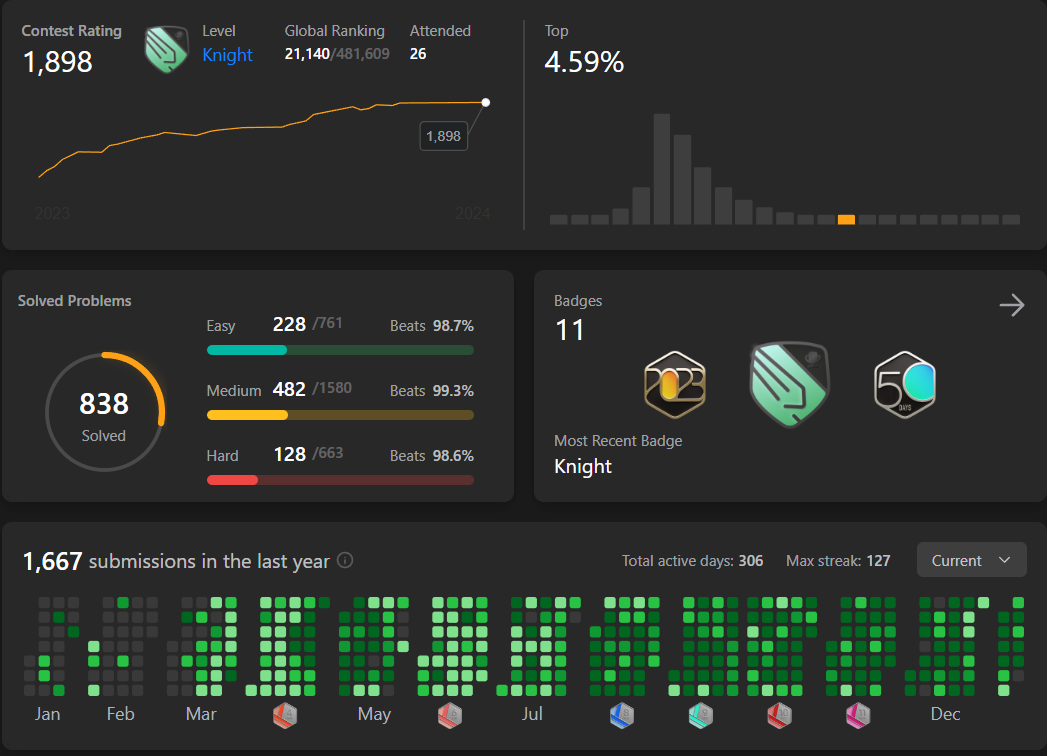 Contest Rating
1,898
Level
Knight
Global Ranking
21,140/481,609
Attended
26
1,898
2023
2024
Top
4.59%
Solved Problems
838
Solved
Easy 228 /761 Beats 98.7%
Medium 482 /1580 Beats 99.3%
Hard 128 /663 Beats 98.6%
Badges
11
2023
50
DAYS
Most Recent Badge
Knight
1,667 submissions in the last year
Total active days: 306
Max streak: 127
Current
Jan
Feb
Mar
May
Jul
Dec